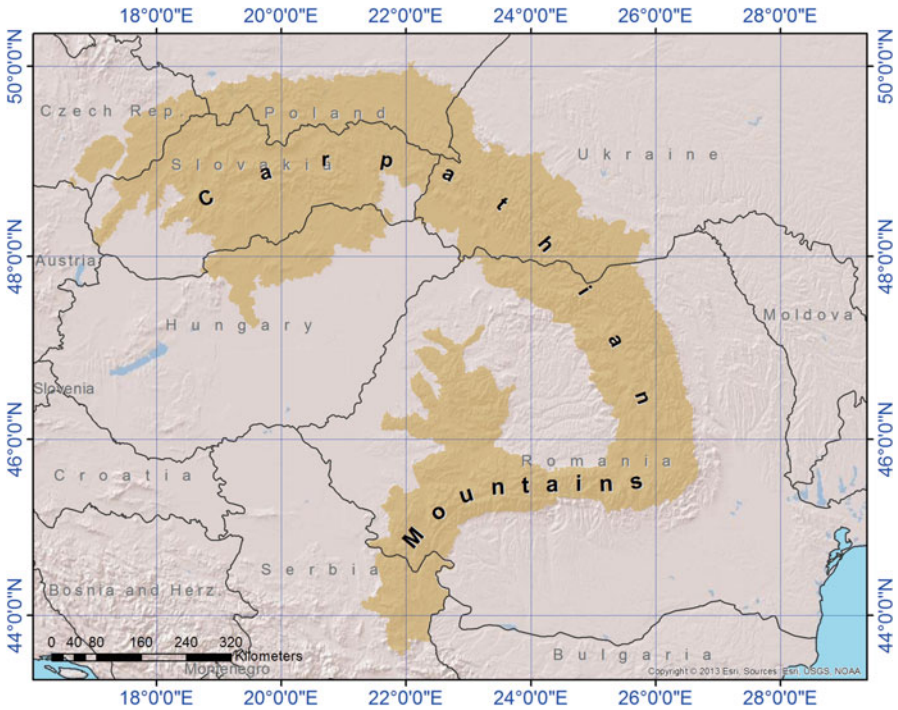 18°0'0"E 20°0'0"E 22°0'0"E 24°0'0"E 26°0'0"E 28°0'0"E
50°0'0"N 50°0'0"N
Czech Rep.
Poland
Slovakia
Ukraine
Carpathian
48°0'0"N 48°0'0"N
Austria
Hungary
Moldova
Slovenia
46°0'0"N 46°0'0"N
Croatia
Romania
Mountains
Serbia
Bosnia and Herz.
44°0'0"N 44°0'0"N
0 40 80 160 240 320
Kilometers
Montenegro
Bulgaria
Copyright © 2013 Esri, Sources: Esri, USGS, NOAA
18°0'0"E 20°0'0"E 22°0'0"E 24°0'0"E 26°0'0"E 28°0'0"E